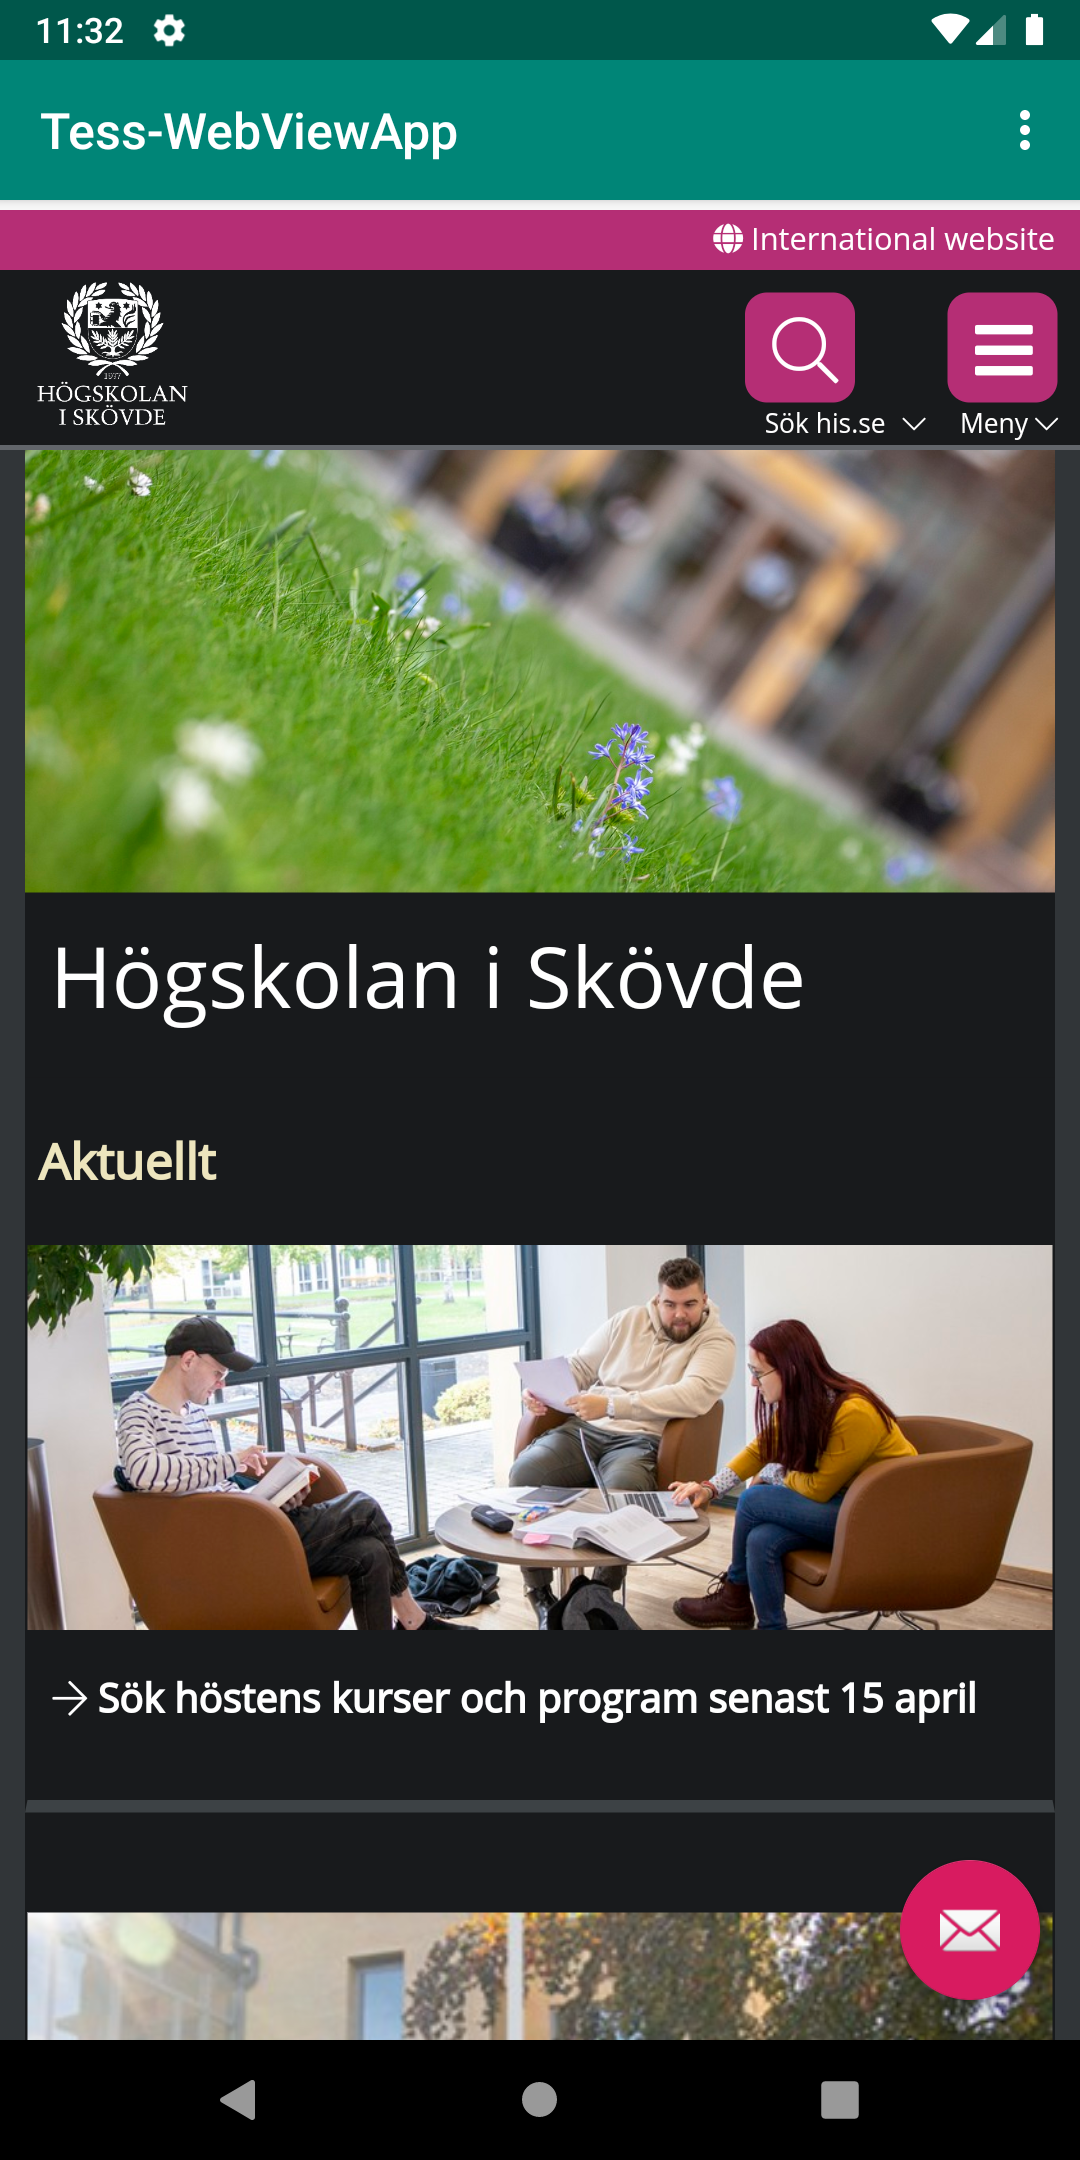 11:32
Tess-WebViewApp
International website
1977
HÖGSKOLAN
I SKÖVDE
Sök his.se
Meny
Högskolan i Skövde
Aktuellt
Sök höstens kurser och program senast 15 april